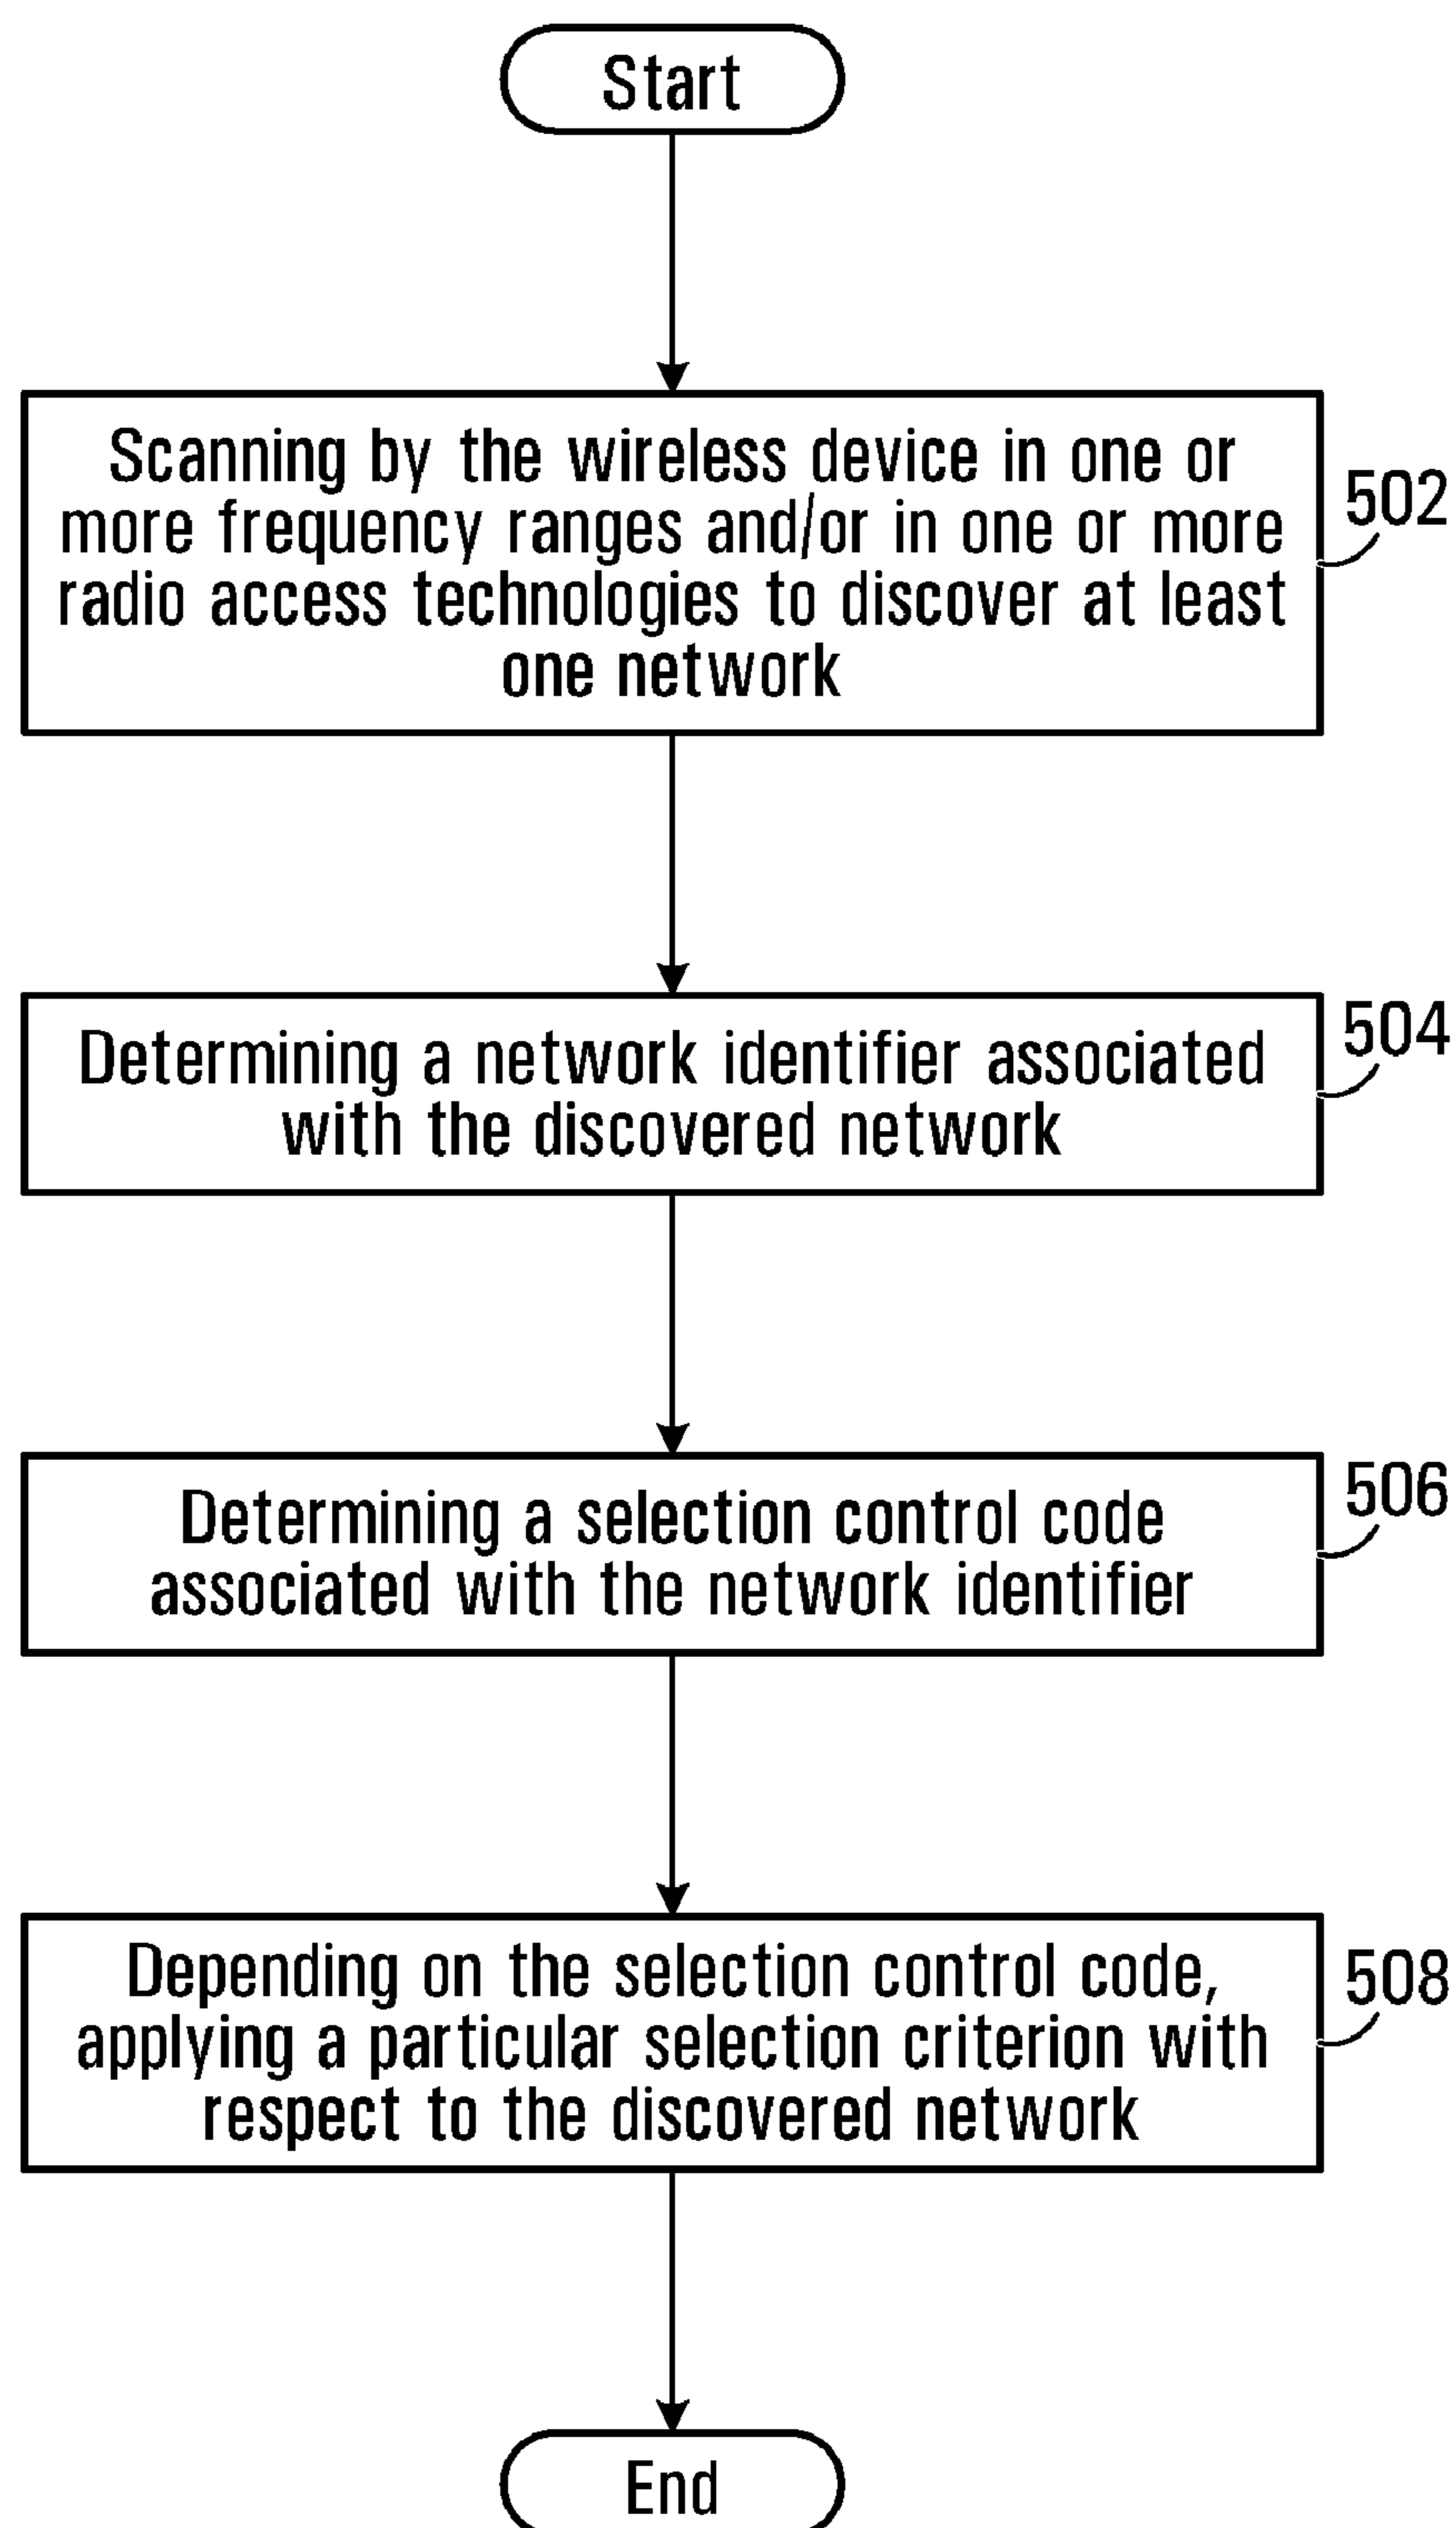 Start
Scanning by the wireless device in one or
more frequency ranges and/or in one or more
radio access technologies to discover at least
one network
502
Determining a network identifier associated
with the discovered network
504
Determining a selection control code
associated with the network identifier
506
Depending on the selection control code,
applying a particular selection criterion with
respect to the discovered network
508
End